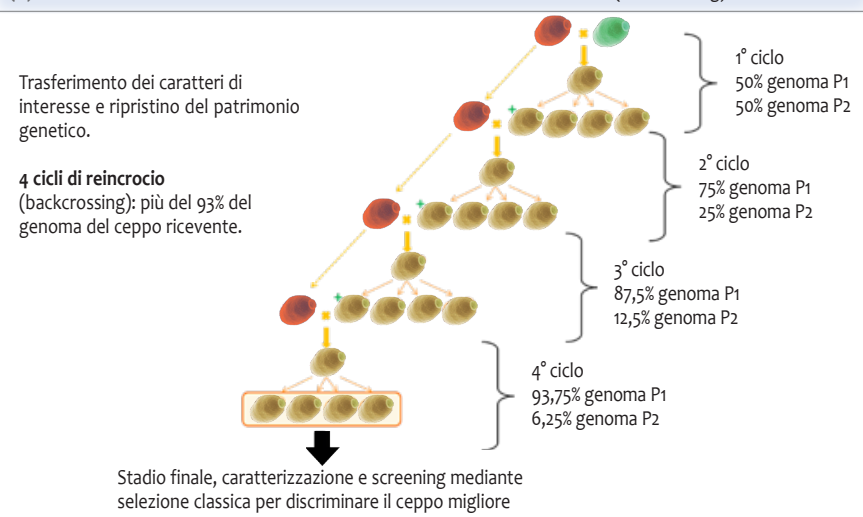 Trasferimento dei caratteri di
interesse e ripristino del patrimonio
genetico.
4 cicli di reincrocio
(backcrossing): più del 93% del
genoma del ceppo ricevente.
1° ciclo
50% genoma P1
50% genoma P2
2° ciclo
75% genoma P1
25% genoma P2
3° ciclo
87,5% genoma P1
12,5% genoma P2
4° ciclo
93,75% genoma P1
6,25% genoma P2
Stadio finale, caratterizzazione e screening mediante
selezione classica per discriminare il ceppo migliore